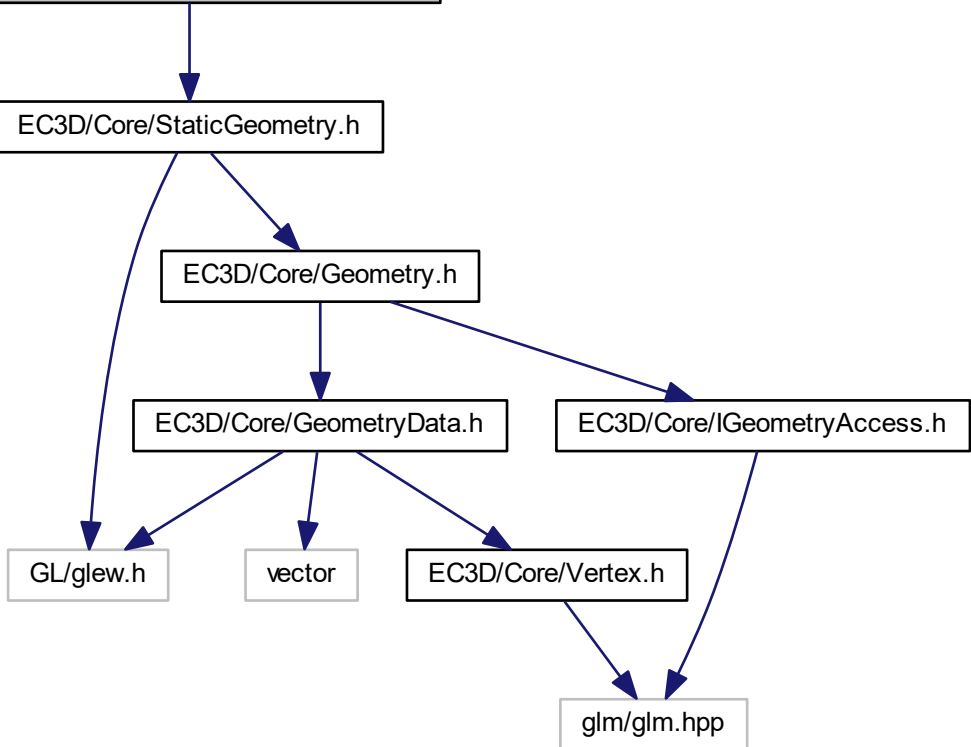 EC3D/Core/StaticGeometry.h
EC3D/Core/Geometry.h
EC3D/Core/GeometryData.h
EC3D/Core/IGeometryAccess.h
GL/glew.h
vector
EC3D/Core/Vertex.h
glm/glm.hpp